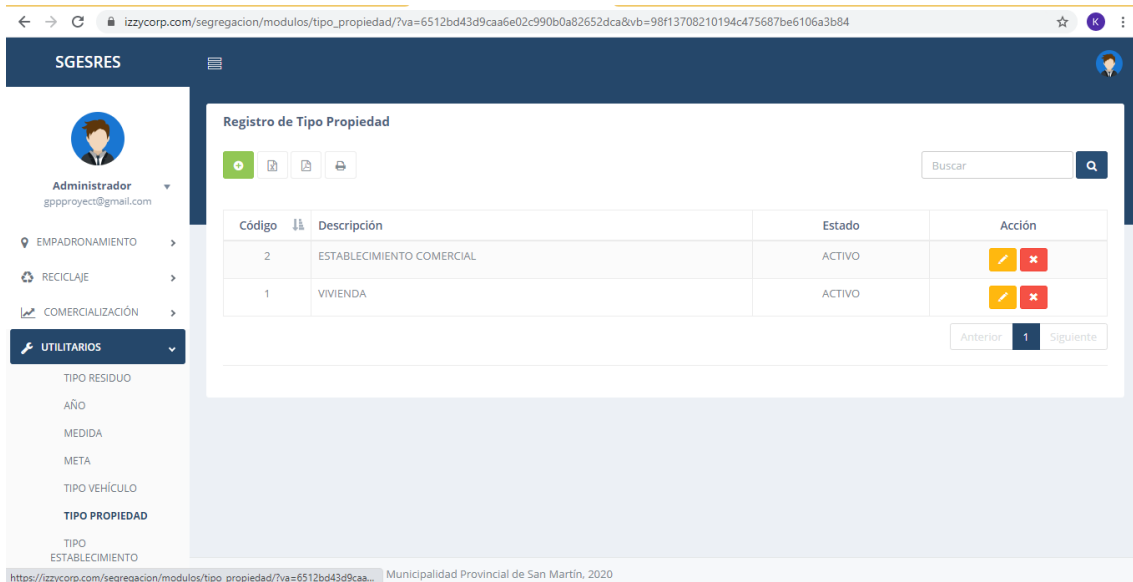 izzycorp.com/segregacion/modulos/tipo_propiedad/?va=6512bd43d9caa6e02c990b0a82652dca&vb=98f13708210194c475687be6106a3b84
K
SGESRES
Administrador
gppproyect@gmail.com
EMPADRONAMIENTO
RECICLAJE
COMERCIALIZACIÓN
UTILITARIOS
TIPO RESIDUO
AÑO
MEDIDA
META
TIPO VEHÍCULO
TIPO PROPIEDAD
TIPO
ESTABLECIMIENTO
Registro de Tipo Propiedad
Buscar
Código Descripción Estado Acción
2 ESTABLECIMIENTO COMERCIAL ACTIVO
1 VIVIENDA ACTIVO
Anterior 1 Siguiente
https://izzycorp.com/segregacion/modulos/tipo_propiedad/?va=6512bd43d9caa...
Municipalidad Provincial de San Martín, 2020